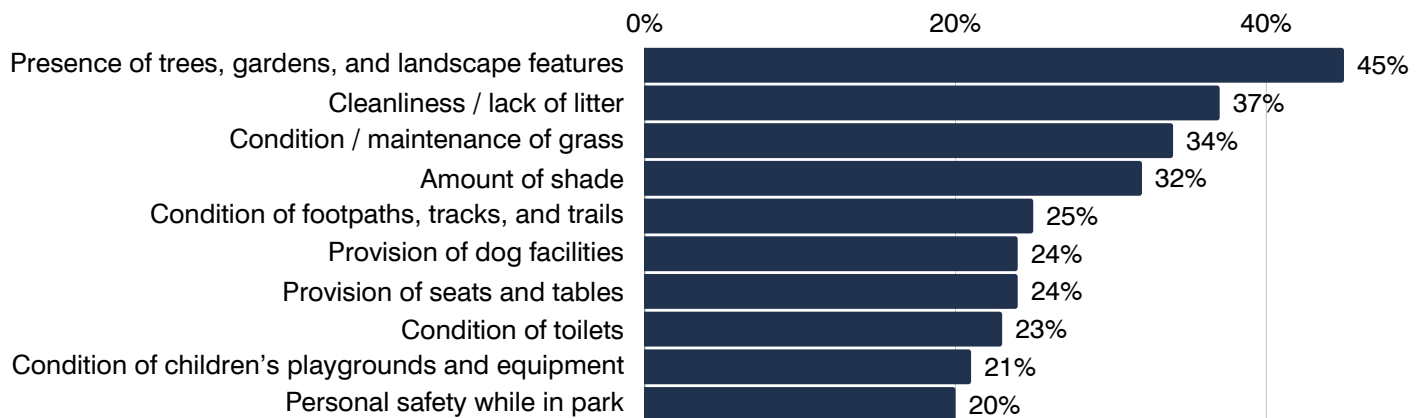 0% 20% 40%
Presence of trees, gardens, and landscape features 45%
Cleanliness / lack of litter 37%
Condition / maintenance of grass 34%
Amount of shade 32%
Condition of footpaths, tracks, and trails 25%
Provision of dog facilities 24%
Provision of seats and tables 24%
Condition of toilets 23%
Condition of children’s playgrounds and equipment 21%
Personal safety while in park 20%